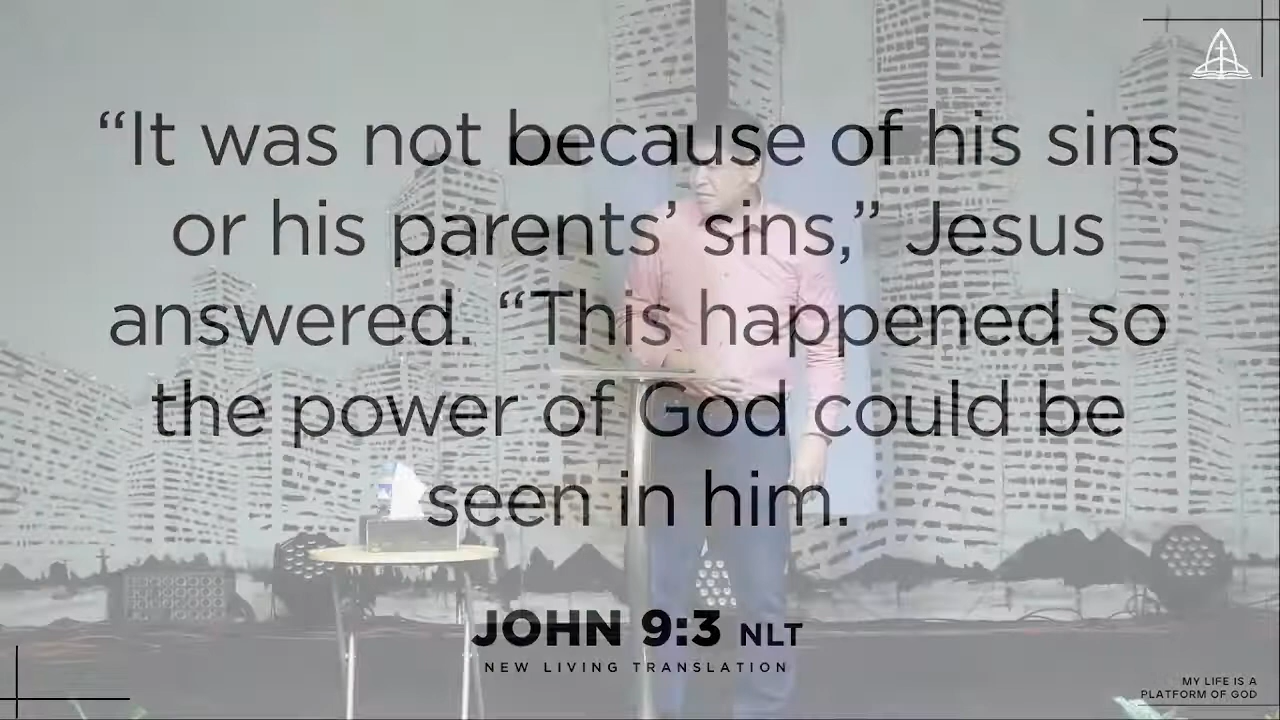 “It was not because of his sins
or his parents’ sins,” Jesus
answered. “This happened so
the power of God could be
seen in him.
JOHN 9:3 NLT
NEW LIVING TRANSLATION
MY LIFE IS A
PLATFORM OF GOD